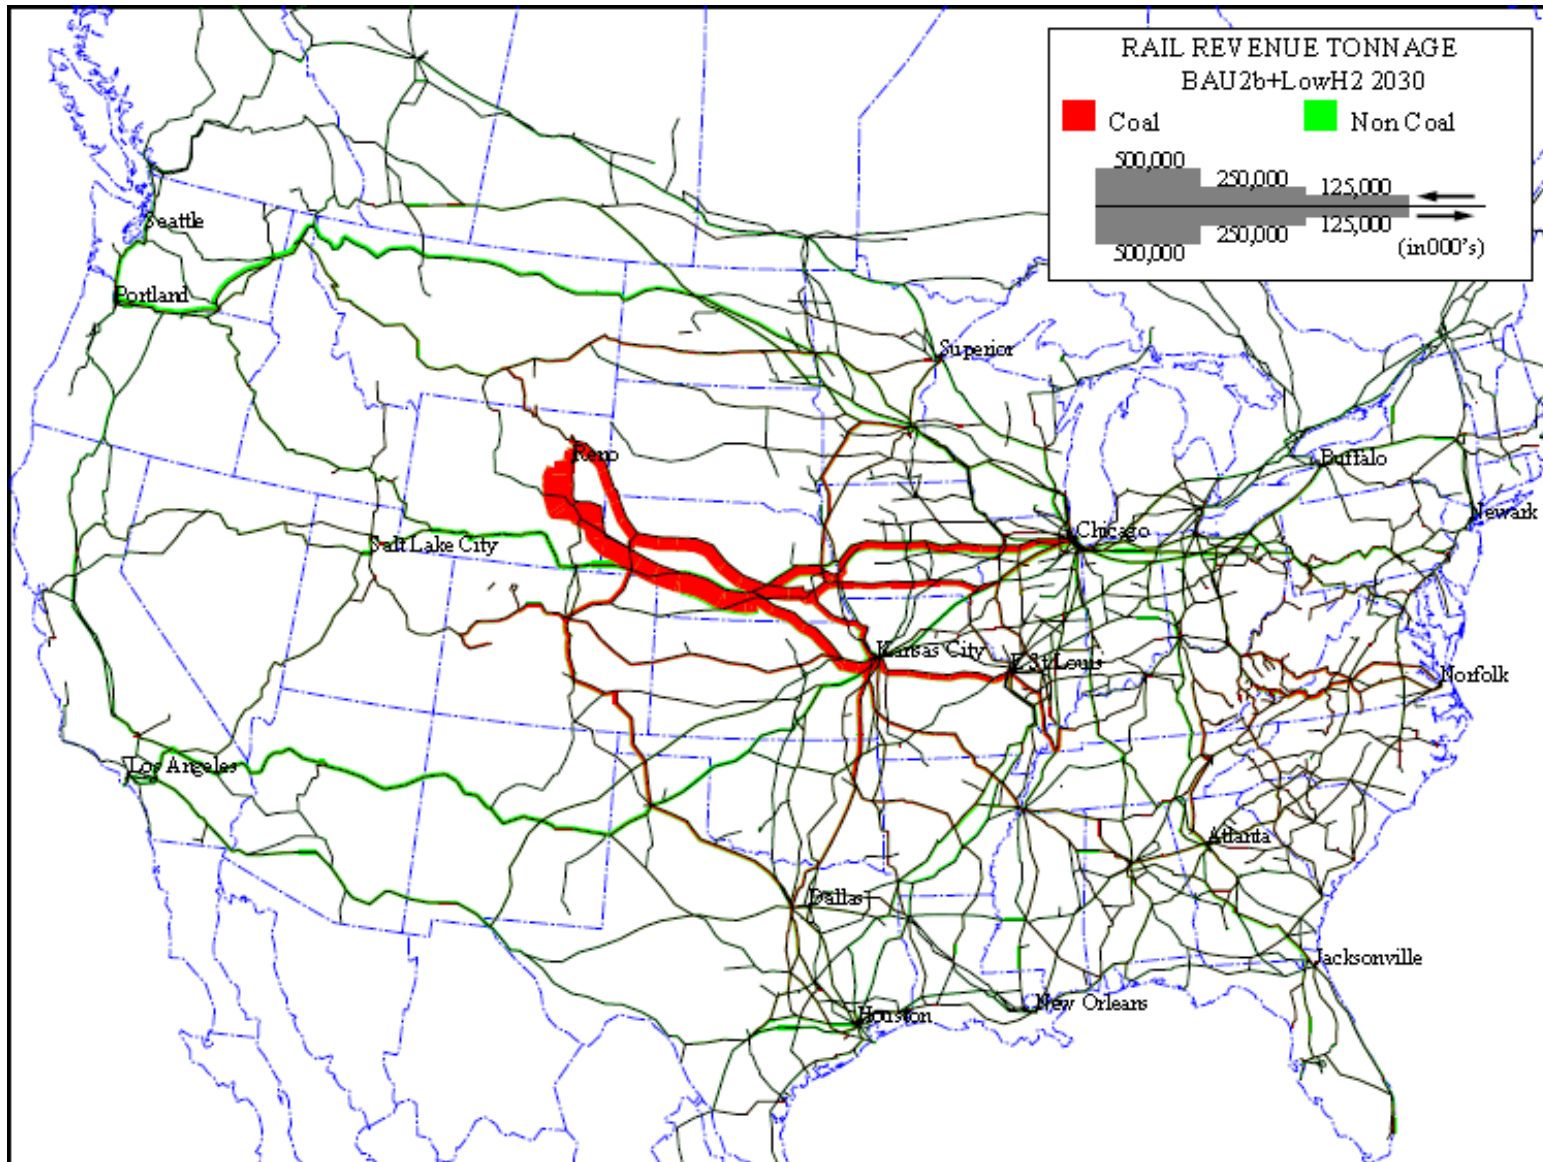 RAIL REVENUE TONNAGE
BAU2b+LowH2 2030
Coal
Non Coal
500,000
250,000
125,000
500,000
250,000
125,000
(in000's)
Seattle
Portland
Superior
Reno
Buffalo
Newark
Chicago
Salt Lake City
Kansas City
E St Louis
Norfolk
Los Angeles
Atlanta
Dallas
Jacksonville
New Orleans
Houston